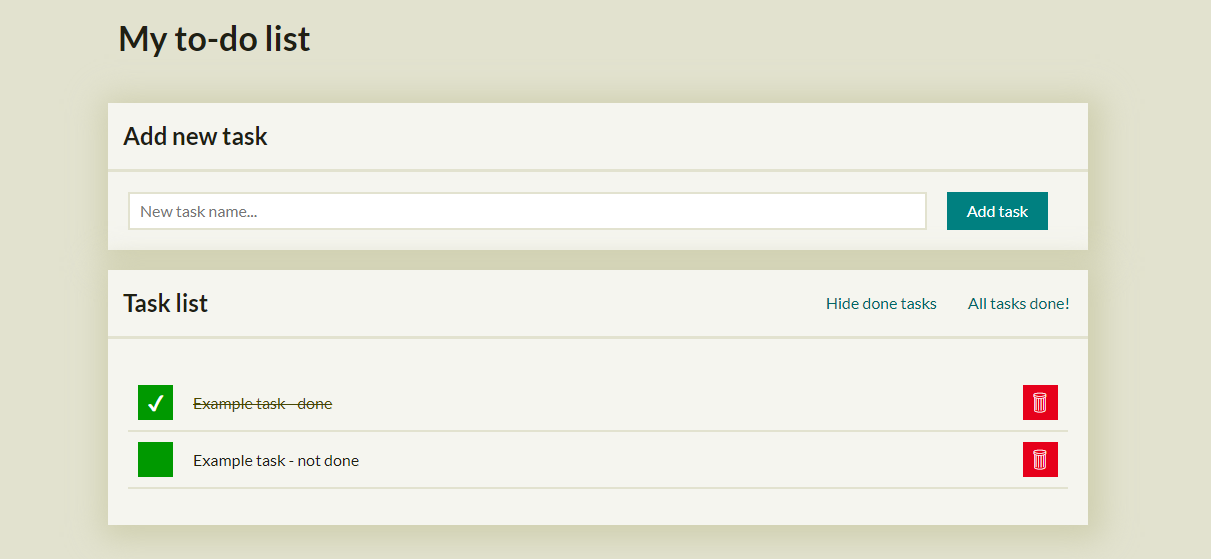 My to-do list
Add new task
New task name...
Add task
Task list
Hide done tasks
All tasks done!
Example task - done
Example task - not done